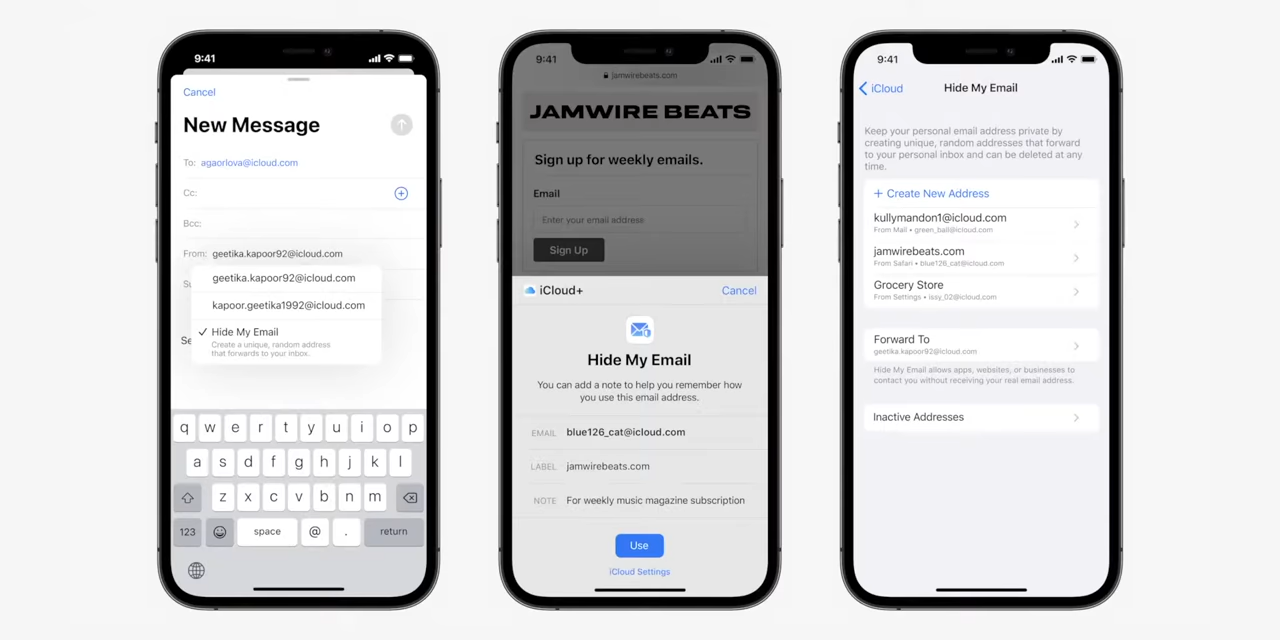 9:41
Cancel
New Message
To: agaorlova@icloud.com
Cc:
Bcc:
From: geetika.kapoor92@icloud.com
geetika.kapoor92@icloud.com
Su
kapoor.geetika1992@icloud.com
Hide My Email
Se
Create a unique, random address
that forwards to your inbox.
q w e r t y u i o p
a s d f g h j k l
z x c v b n m
123 space @ . return
9:41
jamwirebeats.com
JAMWIRE BEATS
Sign up for weekly emails.
Email
Enter your email address
Sign Up
iCloud+ Cancel
Hide My Email
You can add a note to help you remember how
you use this email address.
EMAIL blue126_cat@icloud.com
LABEL jamwirebeats.com
NOTE For weekly music magazine subscription
Use
iCloud Settings
9:41
iCloud Hide My Email
Keep your personal email address private by
creating unique, random addresses that forward
to your personal inbox and can be deleted at any
time.
+ Create New Address
kullymandon1@icloud.com
From Mail • green_ball@icloud.com
jamwirebeats.com
From Safari • blue126_cat@icloud.com
Grocery Store
From Settings • issy_02@icloud.com
Forward To
geetika.kapoor92@icloud.com
Hide My Email allows apps, websites, or businesses to
contact you without receiving your real email address.
Inactive Addresses